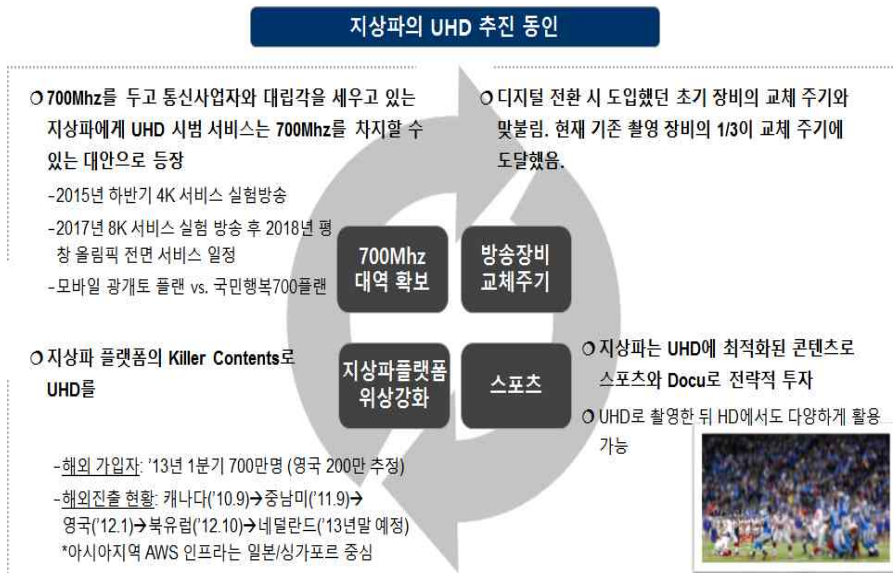 지상파의 UHD 추진 동인
❍ 700Mhz를 두고 통신사업자와 대립각을 세우고 있는
지상파에게 UHD 시범 서비스는 700Mhz를 차지할 수
있는 대안으로 등장
-2015년 하반기 4K 서비스 실험방송
-2017년 8K 서비스 실험 방송 후 2018년 평
창 올림픽 전면 서비스 일정
-모바일 광개토 플랜 vs. 국민행복700플랜
❍ 디지털 전환 시 도입했던 초기 장비의 교체 주기와
맞불림. 현재 기존 촬영 장비의 1/3이 교체 주기에
도달했음.
700Mhz
대역 확보
방송장비
교체주기
지상파플랫폼
위상강화
스포츠
❍ 지상파 플랫폼의 Killer Contents로
UHD를
-해외 가입자: ’13년 1분기 700만명 (영국 200만 추정)
-해외진출 현황: 캐나다(’10.9)→중남미(’11.9)→
영국(’12.1)→북유럽(’12.10)→네덜란드(’13년말 예정)
*아시아지역 AWS 인프라는 일본/싱가포르 중심
❍ 지상파는 UHD에 최적화된 콘텐츠로
스포츠와 Docu로 전략적 투자
❍ UHD로 촬영한 뒤 HD에서도 다양하게 활용
가능